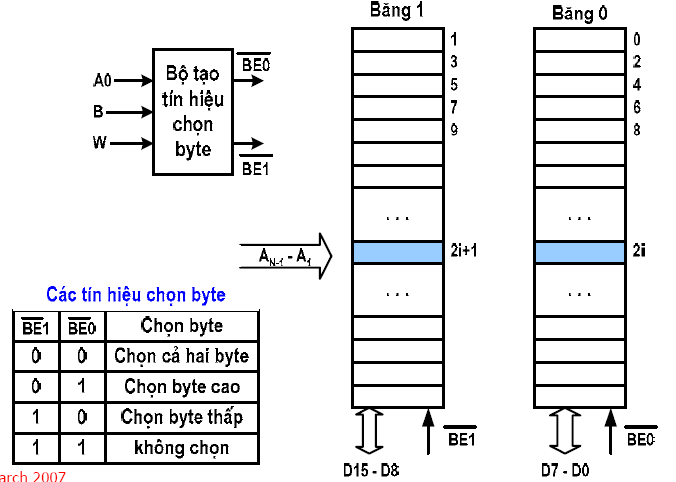 Băng 1
Băng 0
A0
B
W
Bộ tạo
tín hiệu
chọn
byte
BE0
BE1
1
3
5
7
9
. . .
2i+1
. . .
0
2
4
6
8
. . .
2i
. . .
AN-1 - A1
Các tín hiệu chọn byte
BE1 BE0 Chọn byte
0 0 Chọn cả hai byte
0 1 Chọn byte cao
1 0 Chọn byte thấp
1 1 không chọn
BE1
BE0
D15 - D8
D7 - D0
arch 2007